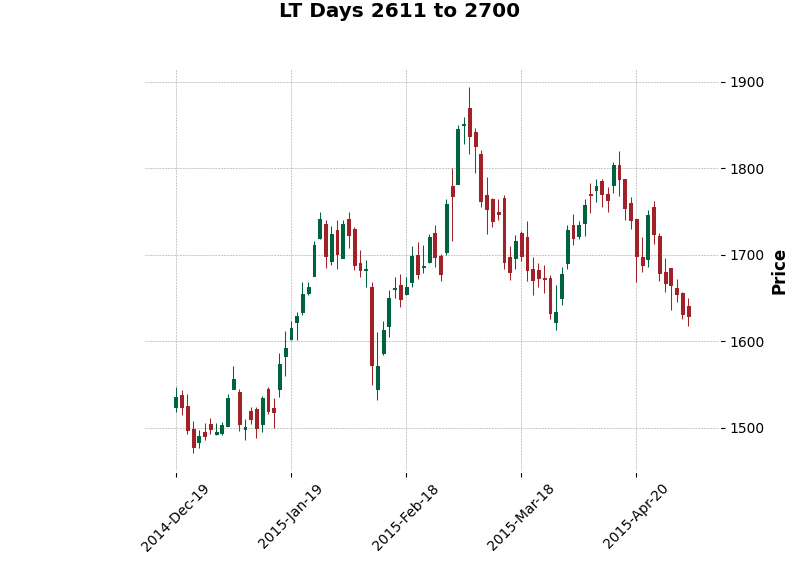 LT Days 2611 to 2700
1900
1800
1700
1600
1500
Price
2014-Dec-19
2015-Jan-19
2015-Feb-18
2015-Mar-18
2015-Apr-20